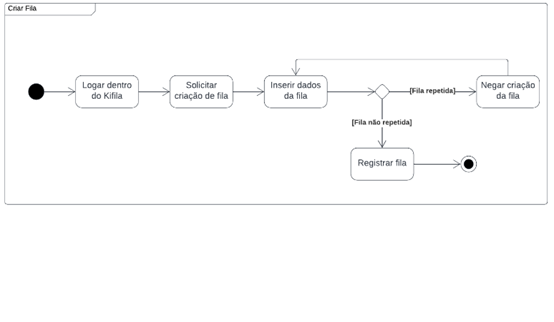 Criar Fila
Logar dentro
do Kifila
Solicitar
criação de fila
Inserir dados
da fila
[Fila repetida]
Negar criação
da fila
[Fila não repetida]
Registrar fila